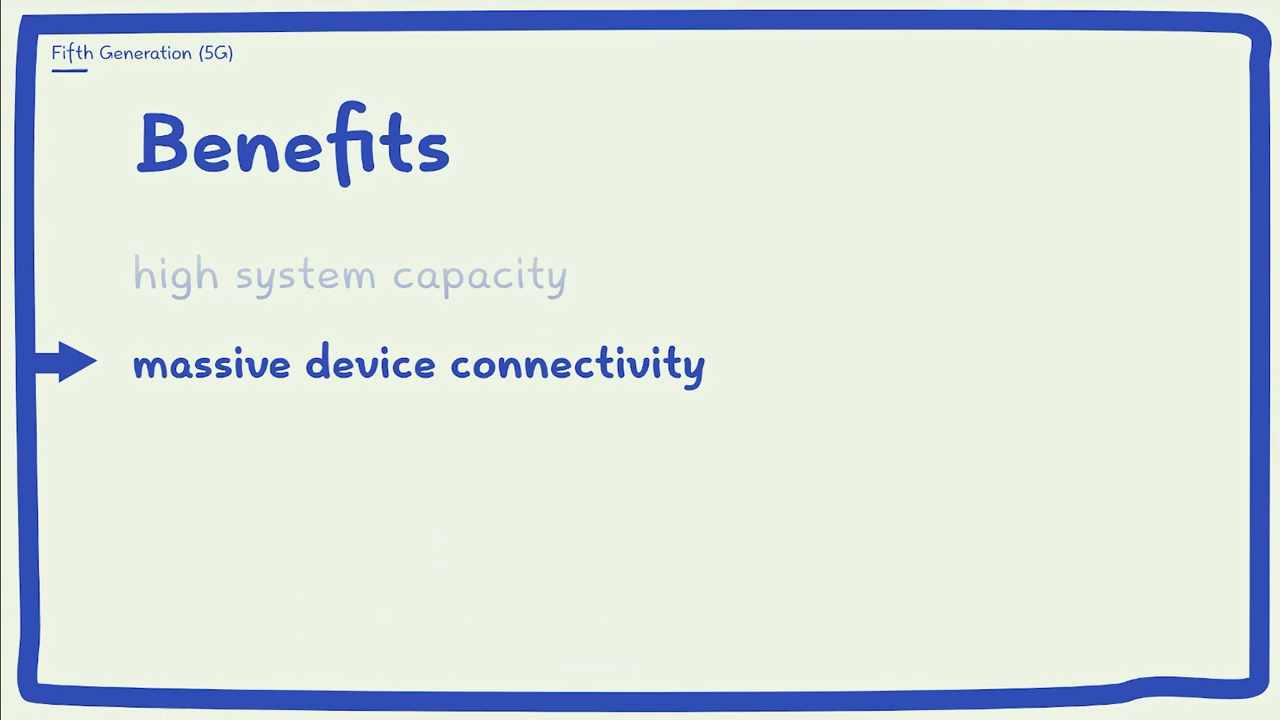 Fifth Generation (5G)
Benefits
high system capacity
massive device connectivity